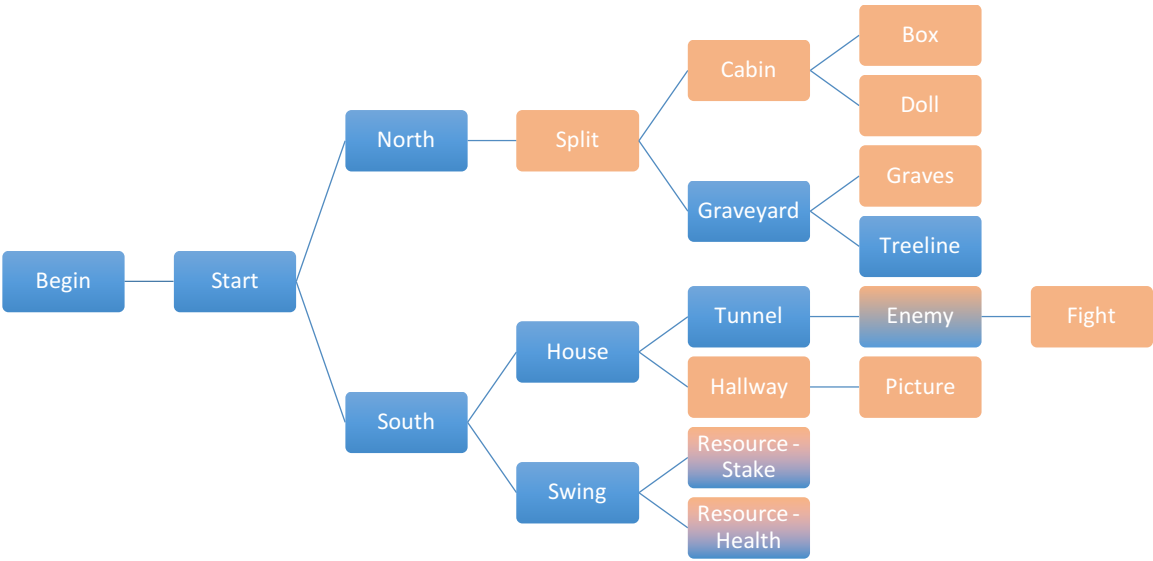 Box
Cabin
Doll
North
Split
Graves
Graveyard
Treeline
Begin
Start
Tunnel
Enemy
Fight
House
Hallway
Picture
South
Resource -
Stake
Swing
Resource -
Health